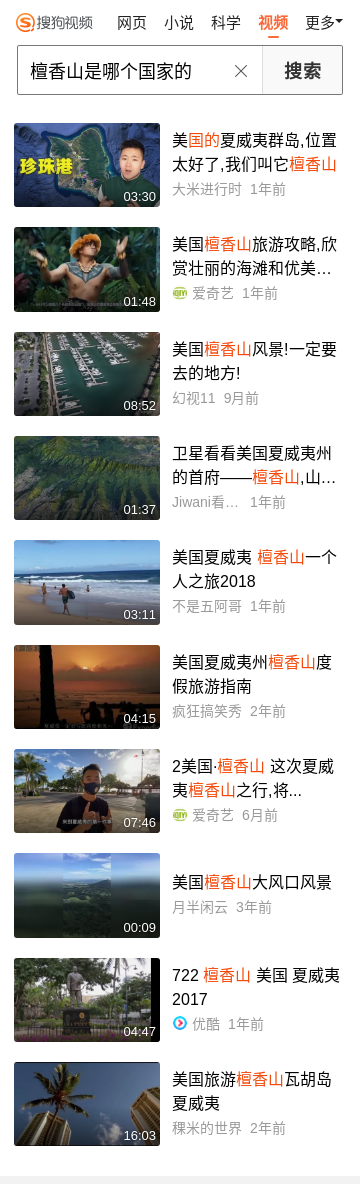 搜狗视频 网页 小说 科学 视频 更多
檀香山是哪个国家的 搜索
珍珠港
03:30
美国的夏威夷群岛,位置
太好了,我们叫它檀香山
大米进行时 1年前
01:48
美国檀香山旅游攻略,欣
赏壮丽的海滩和优美…
爱奇艺 1年前
08:52
美国檀香山风景!一定要
去的地方!
幻视11 9月前
01:37
卫星看看美国夏威夷州
的首府——檀香山,山…
Jiwani看… 1年前
03:11
美国夏威夷 檀香山一个
人之旅2018
不是五阿哥 1年前
04:15
美国夏威夷州檀香山度
假旅游指南
疯狂搞笑秀 2年前
07:46
2美国·檀香山 这次夏威
夷檀香山之行,将...
爱奇艺 6月前
00:09
美国檀香山大风口风景
月半闲云 3年前
04:47
722 檀香山 美国 夏威夷
2017
优酷 1年前
16:03
美国旅游檀香山瓦胡岛
夏威夷
稞米的世界 2年前